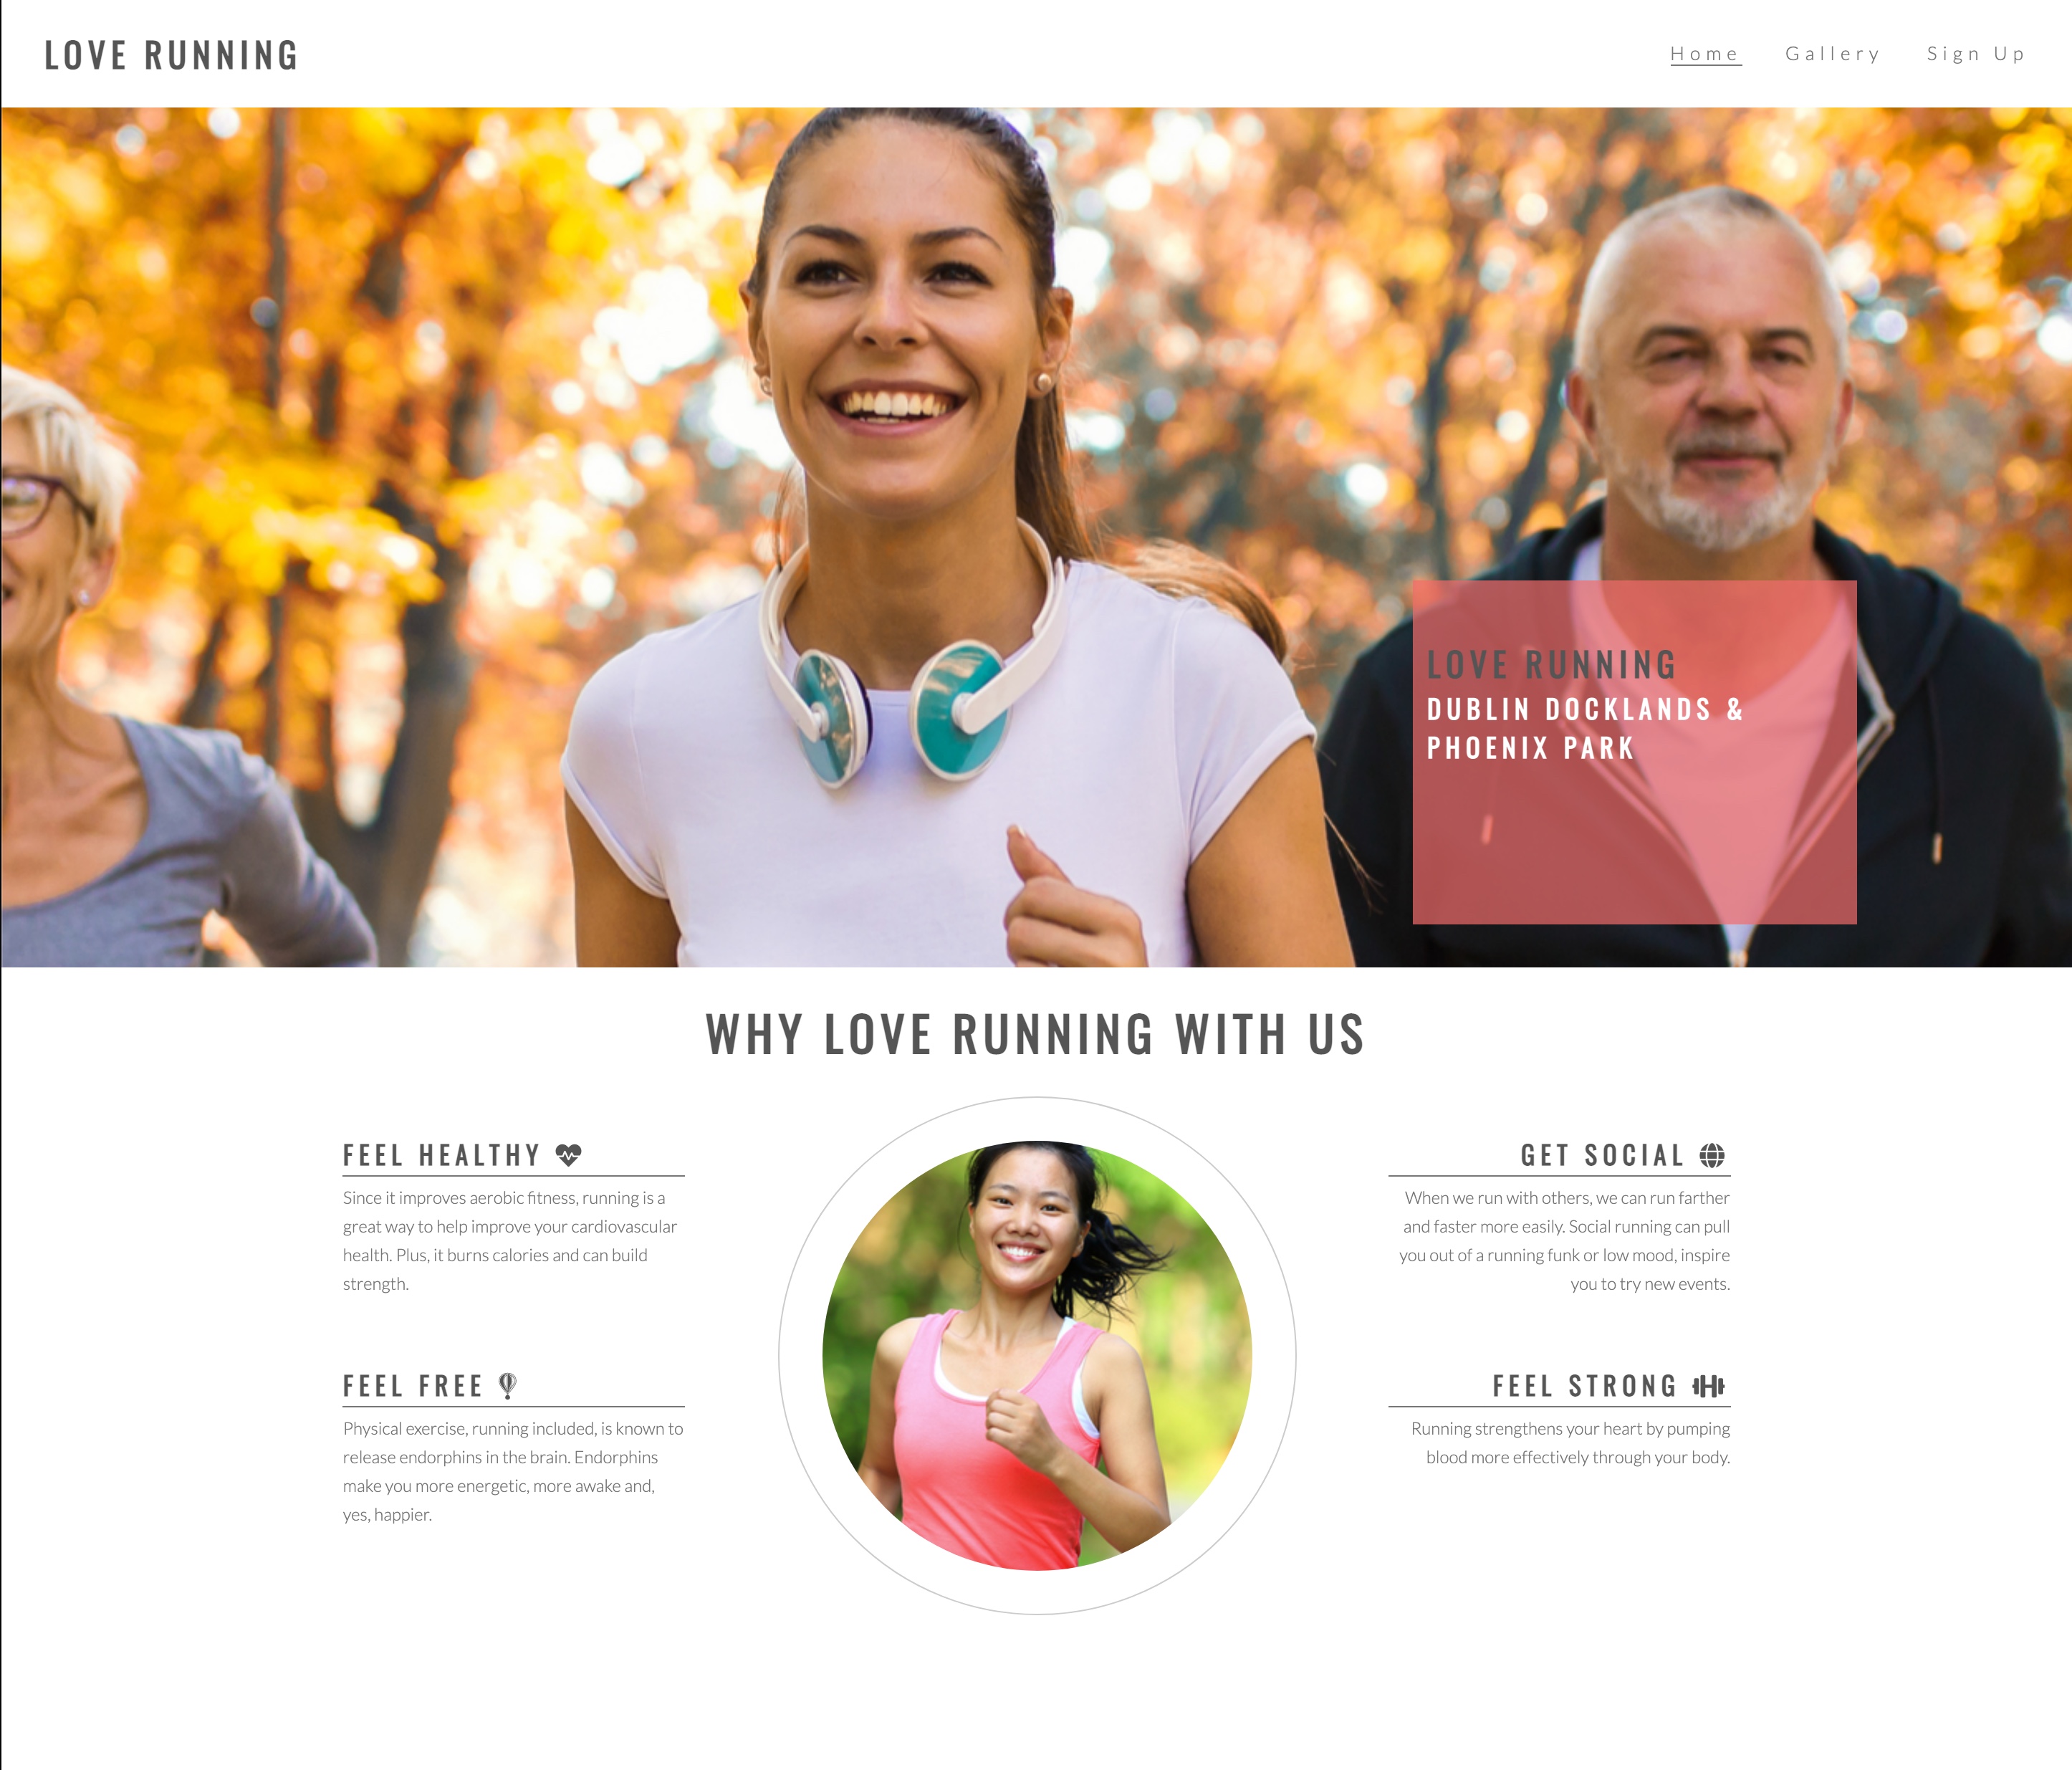 LOVE RUNNING
Home Gallery Sign Up
LOVE RUNNING
DUBLIN DOCKLANDS &
PHOENIX PARK
WHY LOVE RUNNING WITH US
FEEL HEALTHY
Since it improves aerobic fitness, running is a
great way to help improve your cardiovascular
health. Plus, it burns calories and can build
strength.
FEEL FREE
Physical exercise, running included, is known to
release endorphins in the brain. Endorphins
make you more energetic, more awake and,
yes, happier.
GET SOCIAL
When we run with others, we can run farther
and faster more easily. Social running can pull
you out of a running funk or low mood, inspire
you to try new events.
FEEL STRONG
Running strengthens your heart by pumping
blood more effectively through your body.